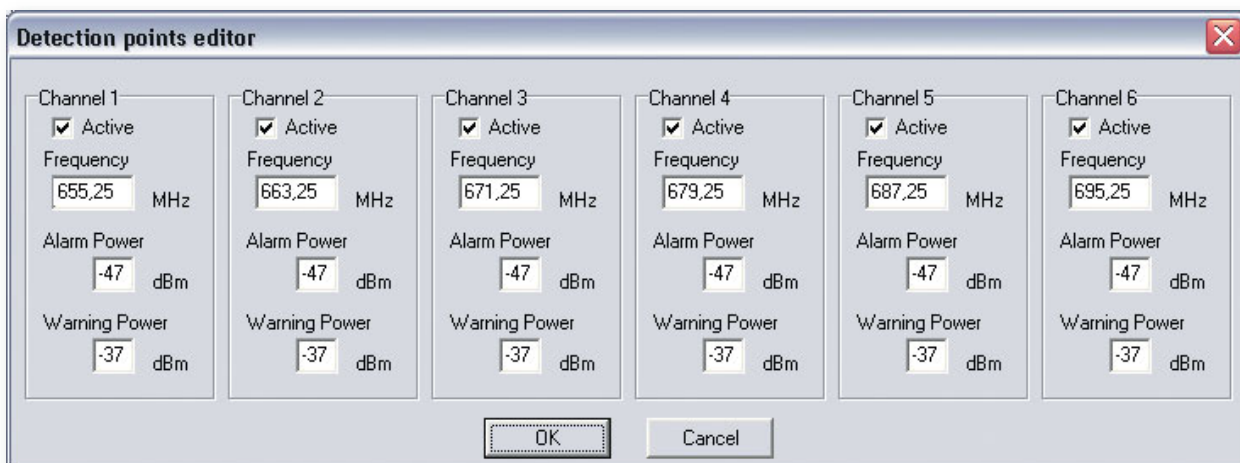 Detection points editor
Channel 1
Active
Frequency
655,25 MHz
Alarm Power
-47 dBm
Warning Power
-37 dBm
Channel 2
Active
Frequency
663,25 MHz
Alarm Power
-47 dBm
Warning Power
-37 dBm
Channel 3
Active
Frequency
671,25 MHz
Alarm Power
-47 dBm
Warning Power
-37 dBm
Channel 4
Active
Frequency
679,25 MHz
Alarm Power
-47 dBm
Warning Power
-37 dBm
Channel 5
Active
Frequency
687,25 MHz
Alarm Power
-47 dBm
Warning Power
-37 dBm
Channel 6
Active
Frequency
695,25 MHz
Alarm Power
-47 dBm
Warning Power
-37 dBm
OK
Cancel